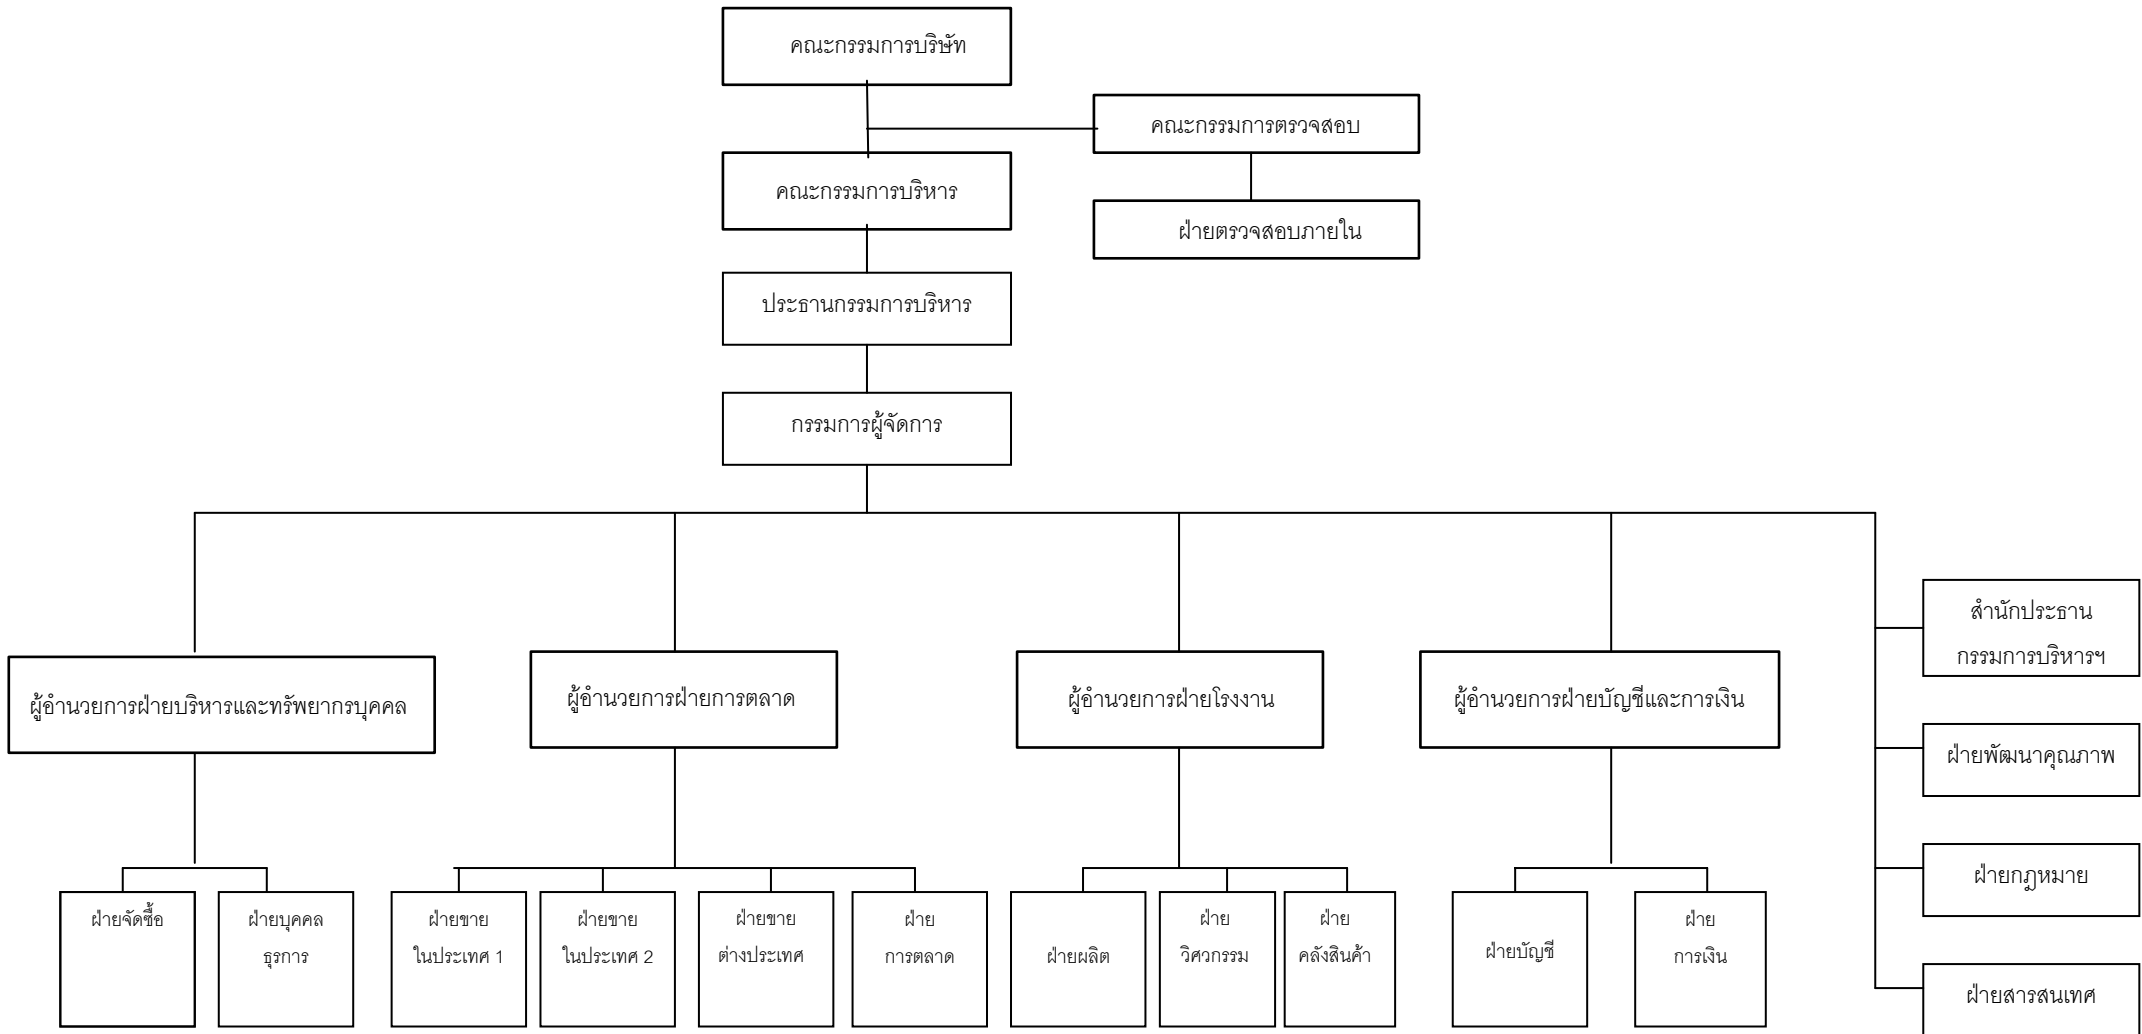 คณะกรรมการบริษัท
คณะกรรมการตรวจสอบ
คณะกรรมการบริหาร
ฝ่ายตรวจสอบภายใน
ประธานกรรมการบริหาร
กรรมการผู้จัดการ
สำนักประธาน
กรรมการบริหารฯ
ผู้อำนวยการฝ่ายบริหารและทรัพยากรบุคคล
ผู้อำนวยการฝ่ายการตลาด
ผู้อำนวยการฝ่ายโรงงาน
ผู้อำนวยการฝ่ายบัญชีและการเงิน
ฝ่ายพัฒนาคุณภาพ
ฝ่ายกฎหมาย
ฝ่ายจัดซื้อ
ฝ่ายบุคคล
ธุรการ
ฝ่ายขาย
ในประเทศ 1
ฝ่ายขาย
ในประเทศ 2
ฝ่ายขาย
ต่างประเทศ
ฝ่าย
การตลาด
ฝ่ายผลิต
ฝ่าย
วิศวกรรม
ฝ่าย
คลังสินค้า
ฝ่ายบัญชี
ฝ่าย
การเงิน
ฝ่ายสารสนเทศ